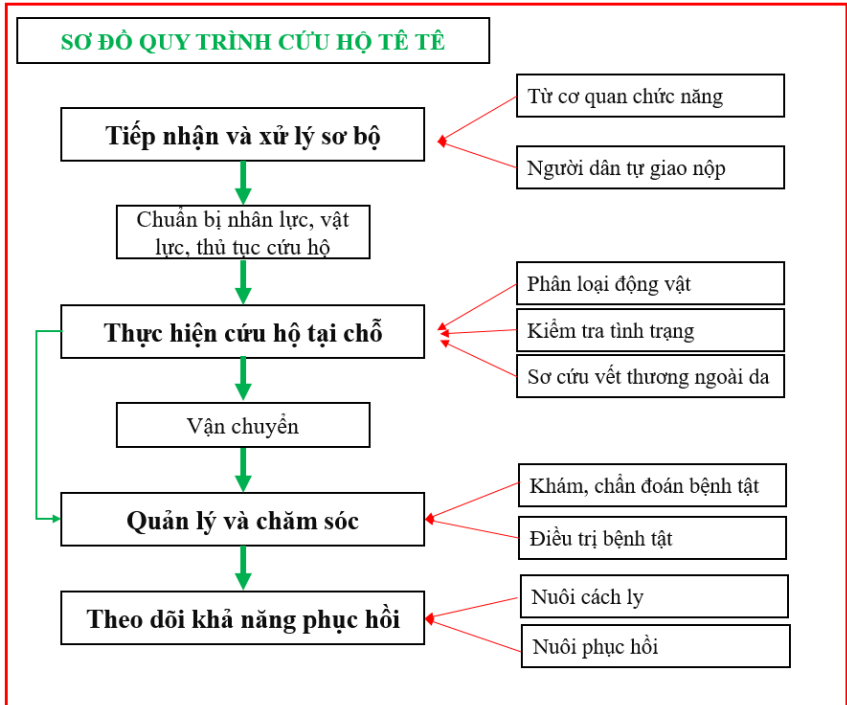 SƠ ĐỒ QUY TRÌNH CỨU HỘ TÊ TÊ
Tiếp nhận và xử lý sơ bộ
Từ cơ quan chức năng
Người dân tự giao nộp
Chuẩn bị nhân lực, vật
lực, thủ tục cứu hộ
Thực hiện cứu hộ tại chỗ
Phân loại động vật
Kiểm tra tình trạng
Sơ cứu vết thương ngoài da
Vận chuyển
Quản lý và chăm sóc
Khám, chẩn đoán bệnh tật
Điều trị bệnh tật
Theo dõi khả năng phục hồi
Nuôi cách ly
Nuôi phục hồi